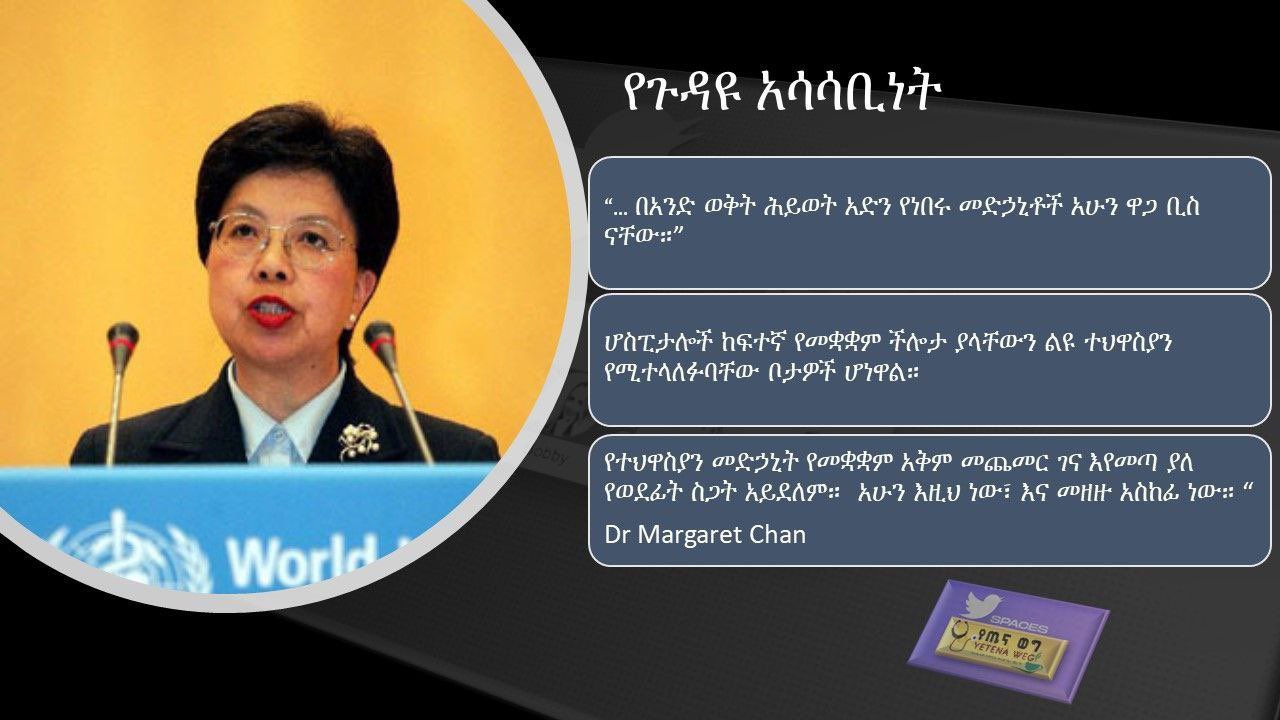 የጉዳዩ አሳሳቢነት
“… በአንድ ወቅት ሕይወት አድን የነበሩ መድኃኒቶች አሁን ዋጋ ቢስ
ናቸው።”
ሆስፒታሎች ከፍተኛ የመቋቋም ችሎታ ያላቸውን ልዩ ተህዋስያን
የሚተላለፉባቸው ቦታዎች ሆነዋል።
የተህዋስያን መድኃኒት የመቋቋም አቅም መጨመር ገና እየመጣ ያለ
የወደፊት ስጋት አይደለም። አሁን እዚህ ነው፣ እና መዘዙ አስከፊ ነው። “
Dr Margaret Chan
World
SPACES
የጤና ወግ
YETENA WEG